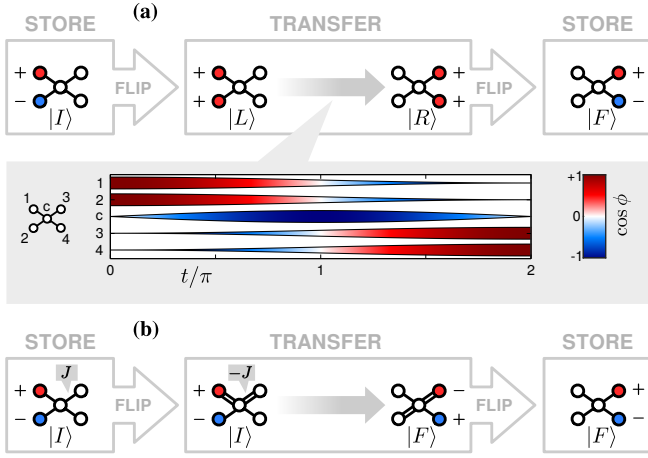 (a)
STORE TRANSFER STORE
+ + + +
FLIP FLIP
− + + −
|I⟩ |L⟩ |R⟩ |F⟩
1 2 c 3 4
1
2
c
3
4
0 1 2
t/π
+1
0
-1
cos ϕ
(b)
STORE TRANSFER STORE
J −J
+ + − +
FLIP FLIP
− − + −
|I⟩ |I⟩ |F⟩ |F⟩